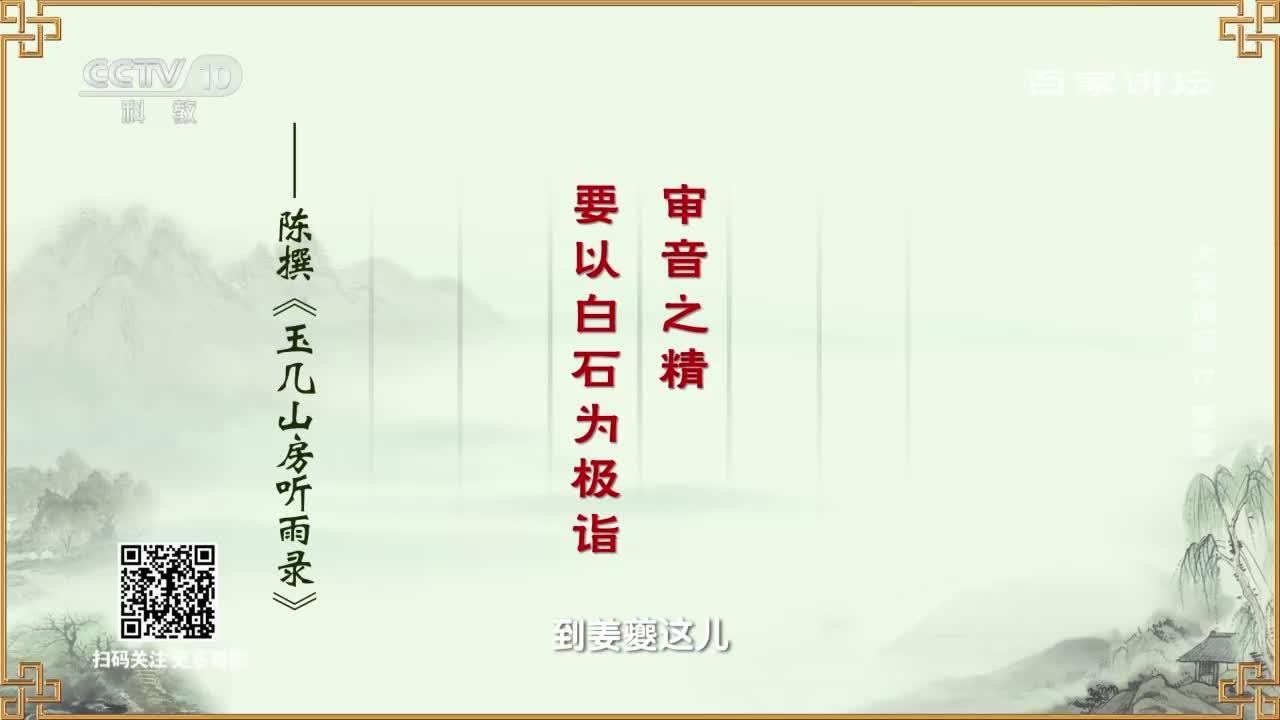 CCTV 10
科教
百家讲坛
审音之精
要以白石为极诣
——陈撰《玉几山房听雨录》
到姜夔这儿
扫码关注